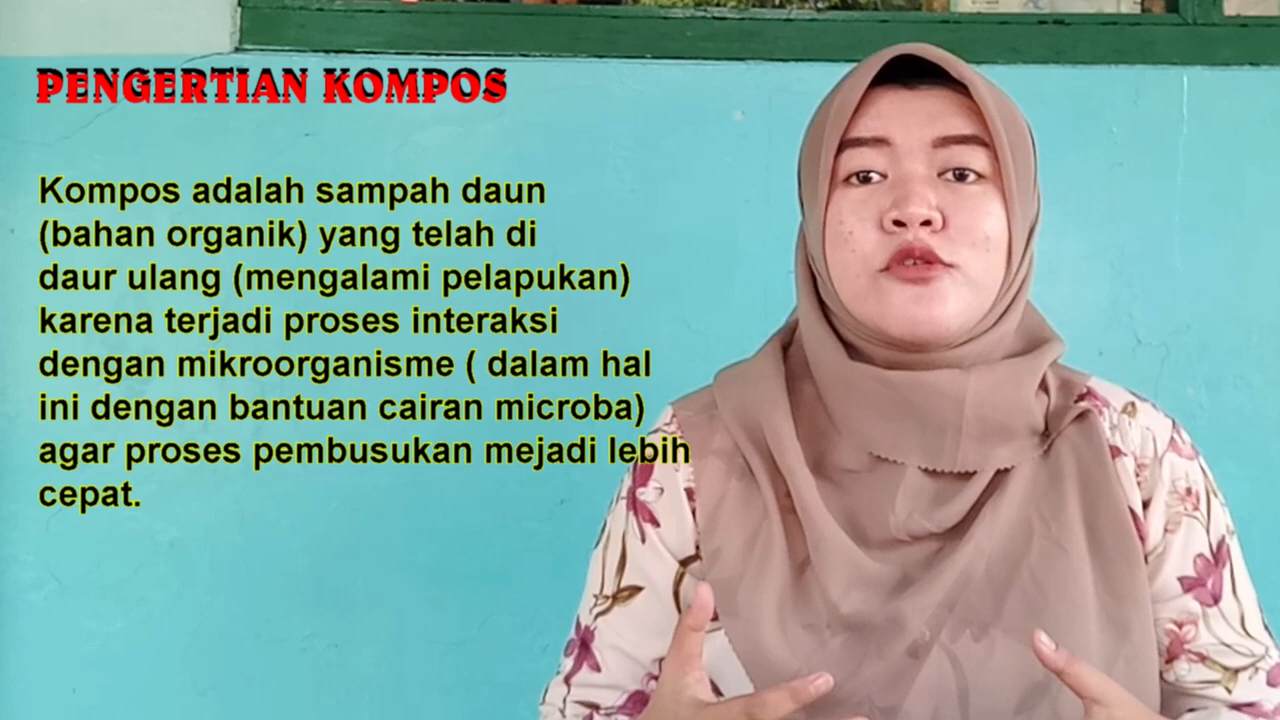 PENGERTIAN KOMPOS
Kompos adalah sampah daun
(bahan organik) yang telah di
daur ulang (mengalami pelapukan)
karena terjadi proses interaksi
dengan mikroorganisme ( dalam hal
ini dengan bantuan cairan microba)
agar proses pembusukan mejadi lebih
cepat.